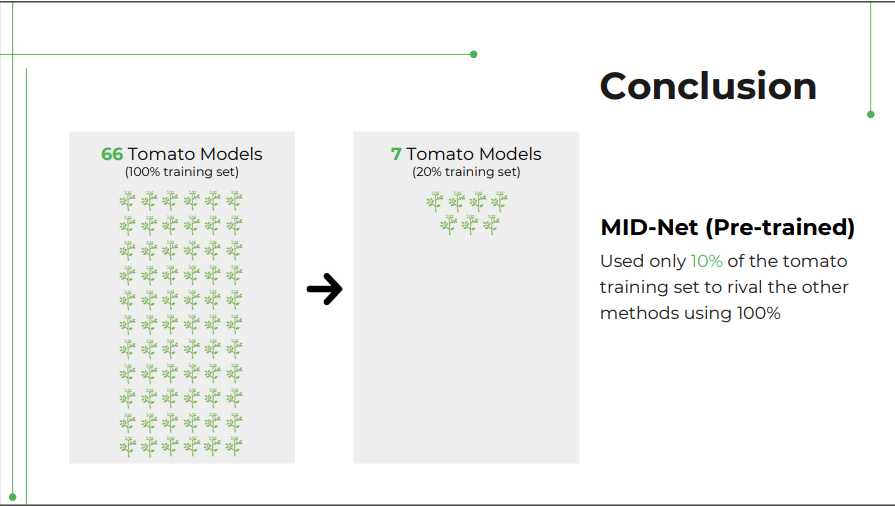 Conclusion
66 Tomato Models
(100% training set)
7 Tomato Models
(20% training set)
MID-Net (Pre-trained)
Used only 10% of the tomato
training set to rival the other
methods using 100%